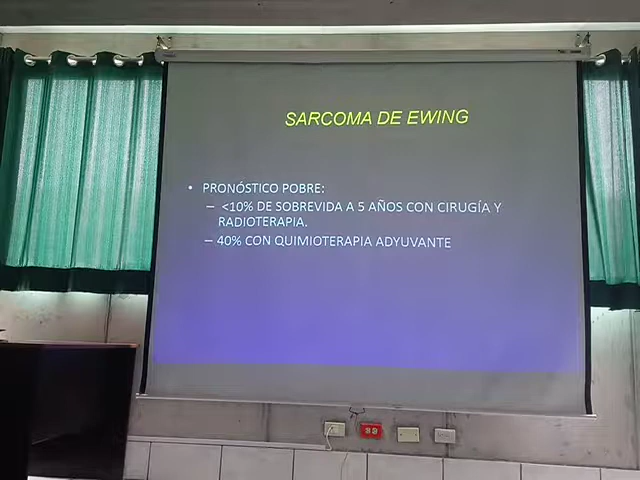 SARCOMA DE EWING
• PRONÓSTICO POBRE:
– <10% DE SOBREVIDA A 5 AÑOS CON CIRUGÍA Y
RADIOTERAPIA.
– 40% CON QUIMIOTERAPIA ADYUVANTE